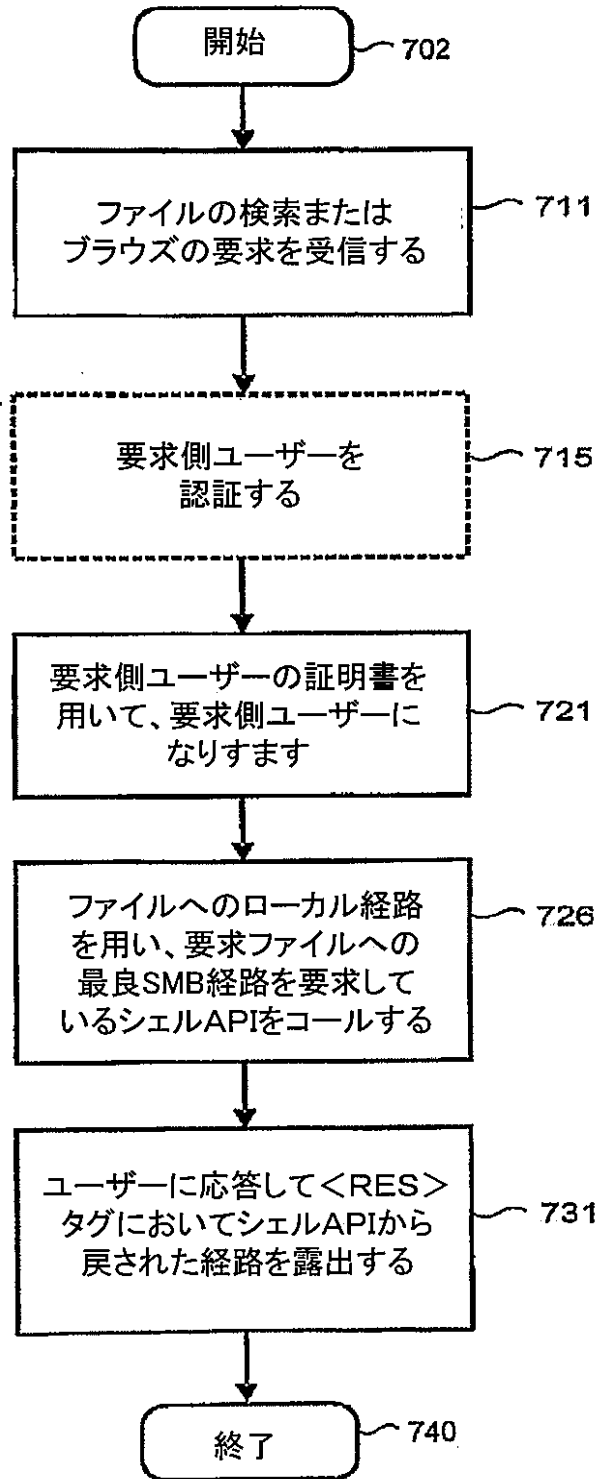 開始
702
ファイルの検索または
ブラウズの要求を受信する
711
要求側ユーザーを
認証する
715
要求側ユーザーの証明書を
用いて、要求側ユーザーに
なりすます
721
ファイルへのローカル経路
を用い、要求ファイルへの
最良SMB経路を要求して
いるシェルAPIをコールする
726
ユーザーに応答して＜RES＞
タグにおいてシェルAPIから
戻された経路を露出する
731
終了
740